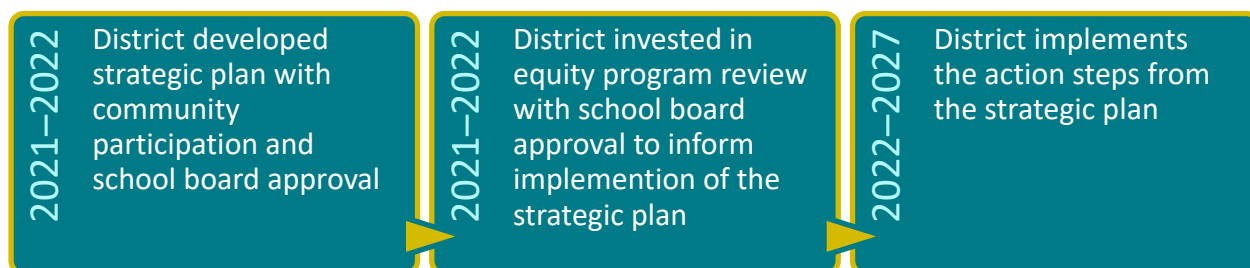 2021–2022
District developed
strategic plan with
community
participation and
school board approval
2021–2022
District invested in
equity program review
with school board
approval to inform
implemention of the
strategic plan
2022–2027
District implements
the action steps from
the strategic plan